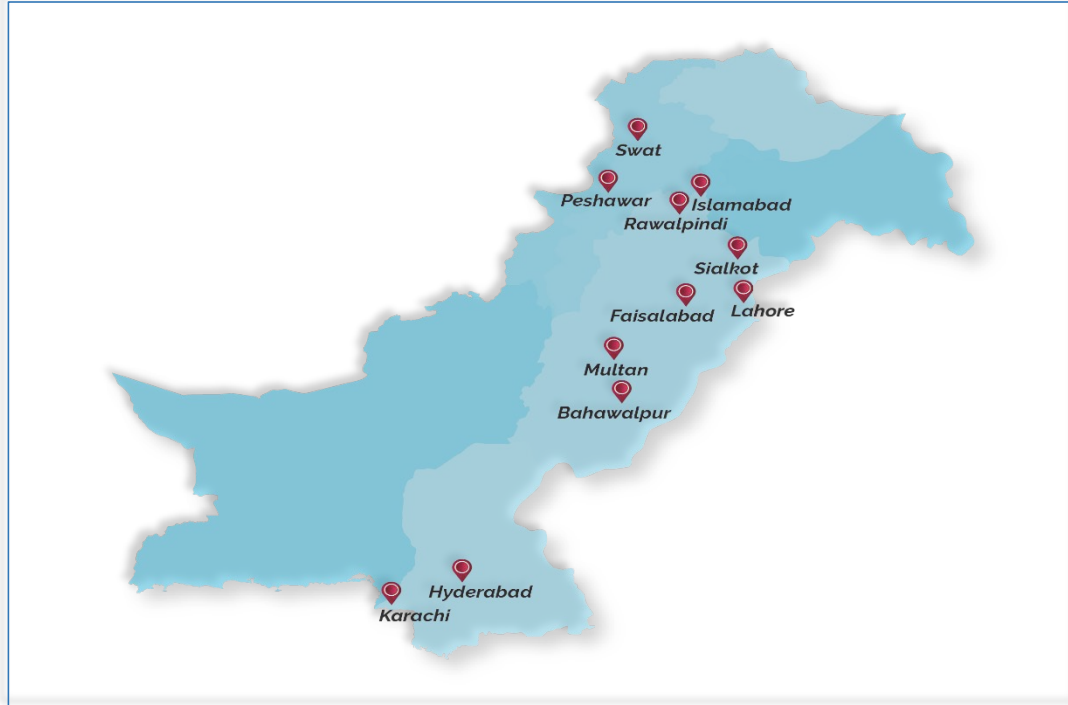 Swat
Peshawar
Islamabad
Rawalpindi
Sialkot
Lahore
Faisalabad
Multan
Bahawalpur
Hyderabad
Karachi